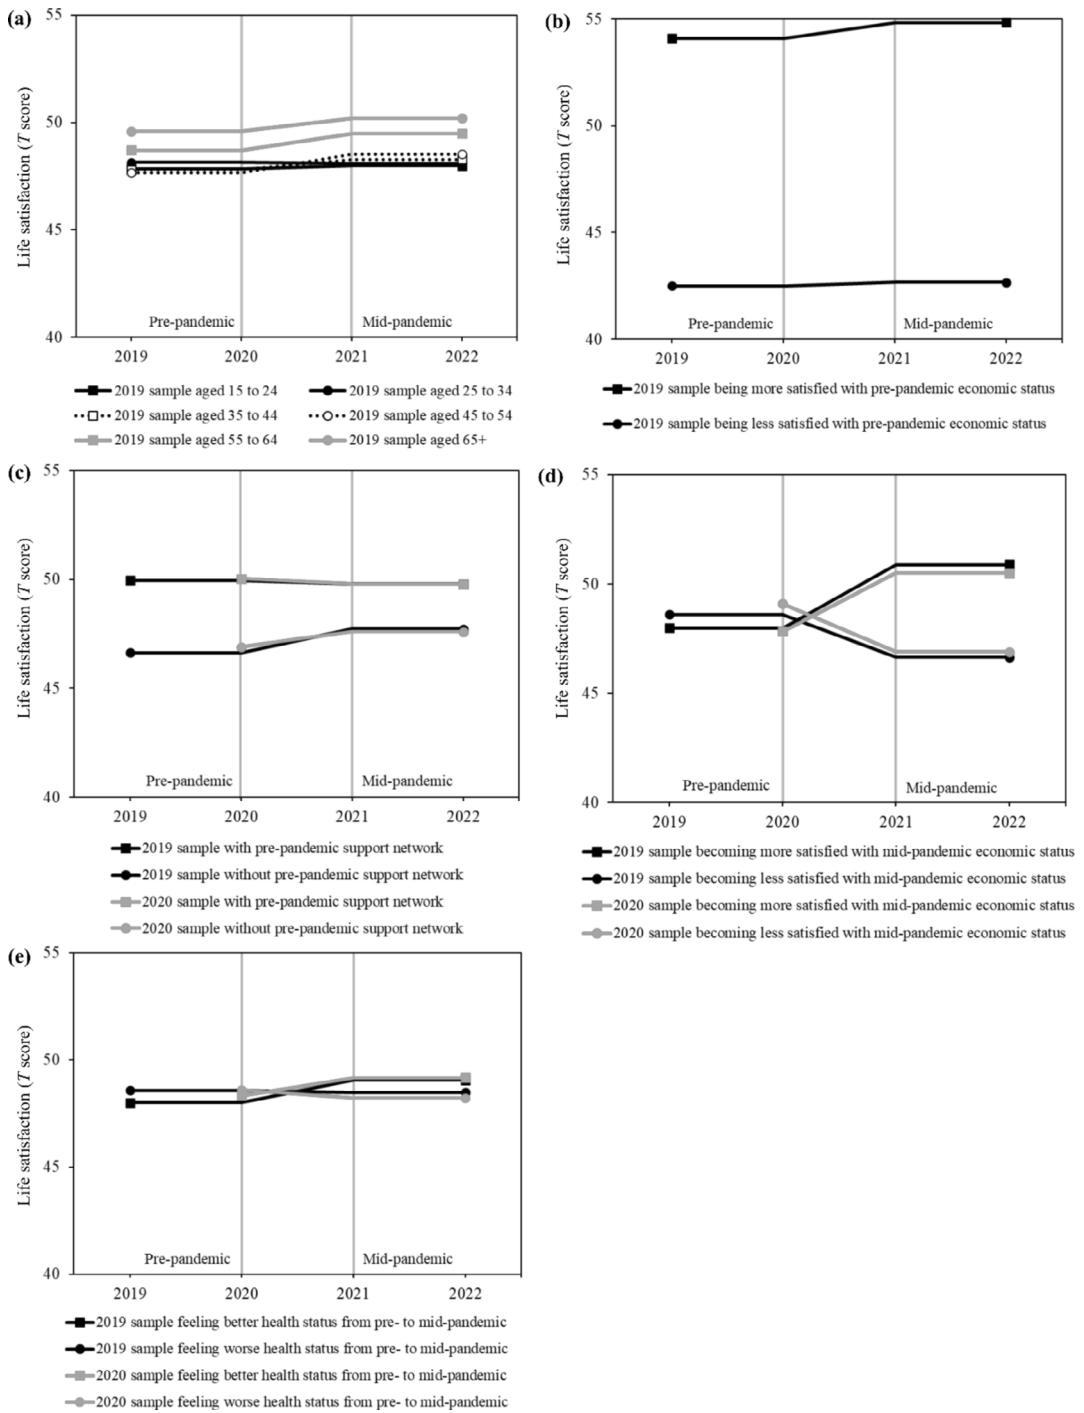 (a)
55
50
45
40
Life satisfaction (T score)
Pre-pandemic
Mid-pandemic
2019 2020 2021 2022
2019 sample aged 15 to 24
2019 sample aged 25 to 34
2019 sample aged 35 to 44
2019 sample aged 45 to 54
2019 sample aged 55 to 64
2019 sample aged 65+
(b)
55
50
45
40
Life satisfaction (T score)
Pre-pandemic
Mid-pandemic
2019 2020 2021 2022
2019 sample being more satisfied with pre-pandemic economic status
2019 sample being less satisfied with pre-pandemic economic status
(c)
55
50
45
40
Life satisfaction (T score)
Pre-pandemic
Mid-pandemic
2019 2020 2021 2022
2019 sample with pre-pandemic support network
2019 sample without pre-pandemic support network
2020 sample with pre-pandemic support network
2020 sample without pre-pandemic support network
(d)
55
50
45
40
Life satisfaction (T score)
Pre-pandemic
Mid-pandemic
2019 2020 2021 2022
2019 sample becoming more satisfied with mid-pandemic economic status
2019 sample becoming less satisfied with mid-pandemic economic status
2020 sample becoming more satisfied with mid-pandemic economic status
2020 sample becoming less satisfied with mid-pandemic economic status
(e)
55
50
45
40
Life satisfaction (T score)
Pre-pandemic
Mid-pandemic
2019 2020 2021 2022
2019 sample feeling better health status from pre- to mid-pandemic
2019 sample feeling worse health status from pre- to mid-pandemic
2020 sample feeling better health status from pre- to mid-pandemic
2020 sample feeling worse health status from pre- to mid-pandemic